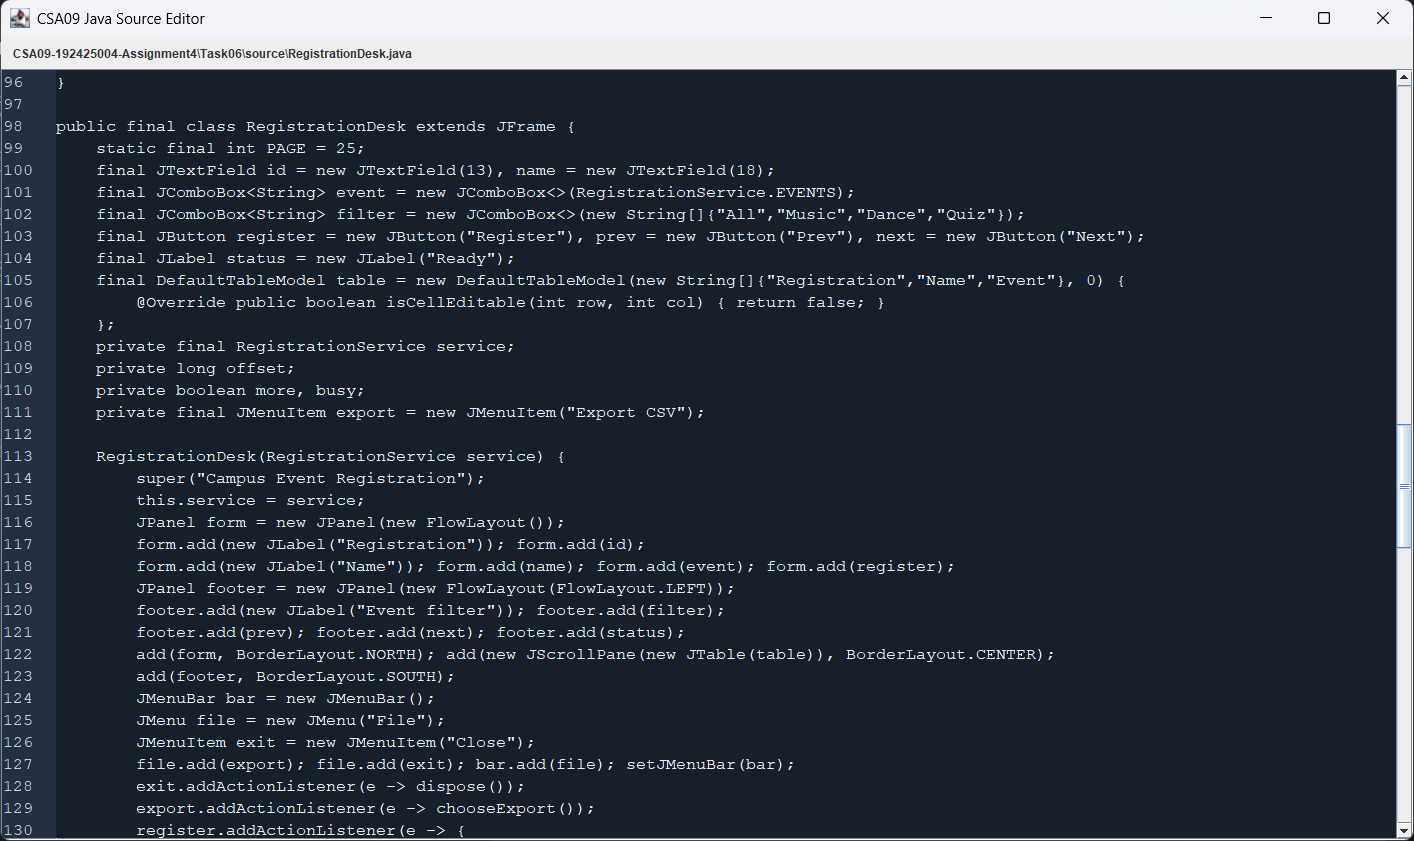 CSA09 Java Source Editor
CSA09-192425004-Assignment4\Task06\source\RegistrationDesk.java
96 }
97
98 public final class RegistrationDesk extends JFrame {
99     static final int PAGE = 25;
100     final JTextField id = new JTextField(13), name = new JTextField(18);
101     final JComboBox<String> event = new JComboBox<>(RegistrationService.EVENTS);
102     final JComboBox<String> filter = new JComboBox<>(new String[]{"All","Music","Dance","Quiz"});
103     final JButton register = new JButton("Register"), prev = new JButton("Prev"), next = new JButton("Next");
104     final JLabel status = new JLabel("Ready");
105     final DefaultTableModel table = new DefaultTableModel(new String[]{"Registration","Name","Event"}, 0) {
106         @Override public boolean isCellEditable(int row, int col) { return false; }
107     };
108     private final RegistrationService service;
109     private long offset;
110     private boolean more, busy;
111     private final JMenuItem export = new JMenuItem("Export CSV");
112
113     RegistrationDesk(RegistrationService service) {
114         super("Campus Event Registration");
115         this.service = service;
116         JPanel form = new JPanel(new FlowLayout());
117         form.add(new JLabel("Registration")); form.add(id);
118         form.add(new JLabel("Name")); form.add(name); form.add(event); form.add(register);
119         JPanel footer = new JPanel(new FlowLayout(FlowLayout.LEFT));
120         footer.add(new JLabel("Event filter")); footer.add(filter);
121         footer.add(prev); footer.add(next); footer.add(status);
122         add(form, BorderLayout.NORTH); add(new JScrollPane(new JTable(table)), BorderLayout.CENTER);
123         add(footer, BorderLayout.SOUTH);
124         JMenuBar bar = new JMenuBar();
125         JMenu file = new JMenu("File");
126         JMenuItem exit = new JMenuItem("Close");
127         file.add(export); file.add(exit); bar.add(file); setJMenuBar(bar);
128         exit.addActionListener(e -> dispose());
129         export.addActionListener(e -> chooseExport());
130         register.addActionListener(e -> {